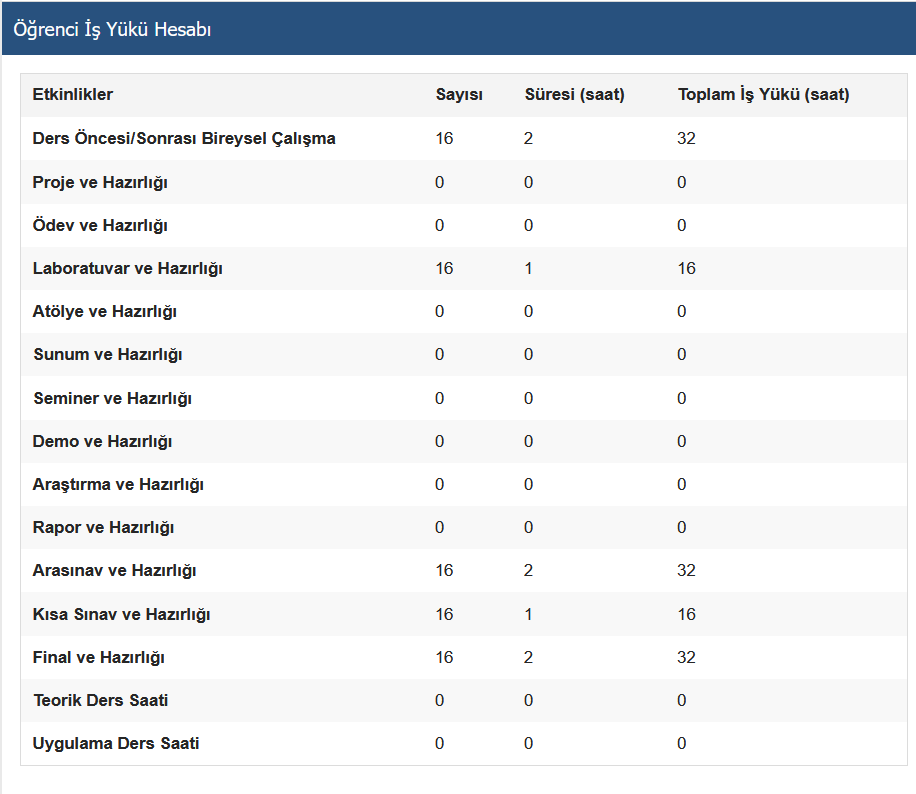 Öğrenci İş Yükü Hesabı
Etkinlikler Sayısı Süresi (saat) Toplam İş Yükü (saat)
Ders Öncesi/Sonrası Bireysel Çalışma 16 2 32
Proje ve Hazırlığı 0 0 0
Ödev ve Hazırlığı 0 0 0
Laboratuvar ve Hazırlığı 16 1 16
Atölye ve Hazırlığı 0 0 0
Sunum ve Hazırlığı 0 0 0
Seminer ve Hazırlığı 0 0 0
Demo ve Hazırlığı 0 0 0
Araştırma ve Hazırlığı 0 0 0
Rapor ve Hazırlığı 0 0 0
Arasınav ve Hazırlığı 16 2 32
Kısa Sınav ve Hazırlığı 16 1 16
Final ve Hazırlığı 16 2 32
Teorik Ders Saati 0 0 0
Uygulama Ders Saati 0 0 0